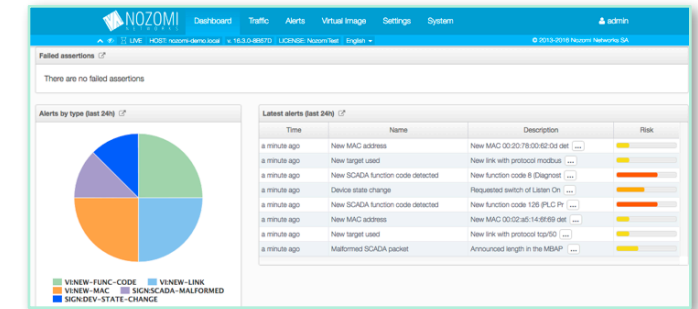 NOZOMI NETWORKS Dashboard Traffic Alerts Virtual Image Settings System admin
LIVE HOST: nozomi-demo.local LICENSE: NozomiTest English © 2013-2016 Nozomi Networks SA
Failed assertions
There are no failed assertions
Alerts by type (last 24h)
VI:NEW-FUNC-CODE VI:NEW-LINK
VI:NEW-MAC SIGN:SCADA-MALFORMED
SIGN:DEV-STATE-CHANGE
Latest alerts (last 24h)
Time Name Description Risk
a minute ago New MAC address New MAC 00:20:78:00:62:0d det ...
a minute ago New target used New link with protocol modbus ...
a minute ago New SCADA function code detected New function code 8 (Diagnost ...
a minute ago Device state change Requested switch of Listen On ...
a minute ago New SCADA function code detected New function code 126 (PLC Pr ...
a minute ago New MAC address New MAC 00:02:a5:14:6f:69 det ...
a minute ago New target used New link with protocol tcp/50 ...
a minute ago Malformed SCADA packet Announced length in the MBAP ...